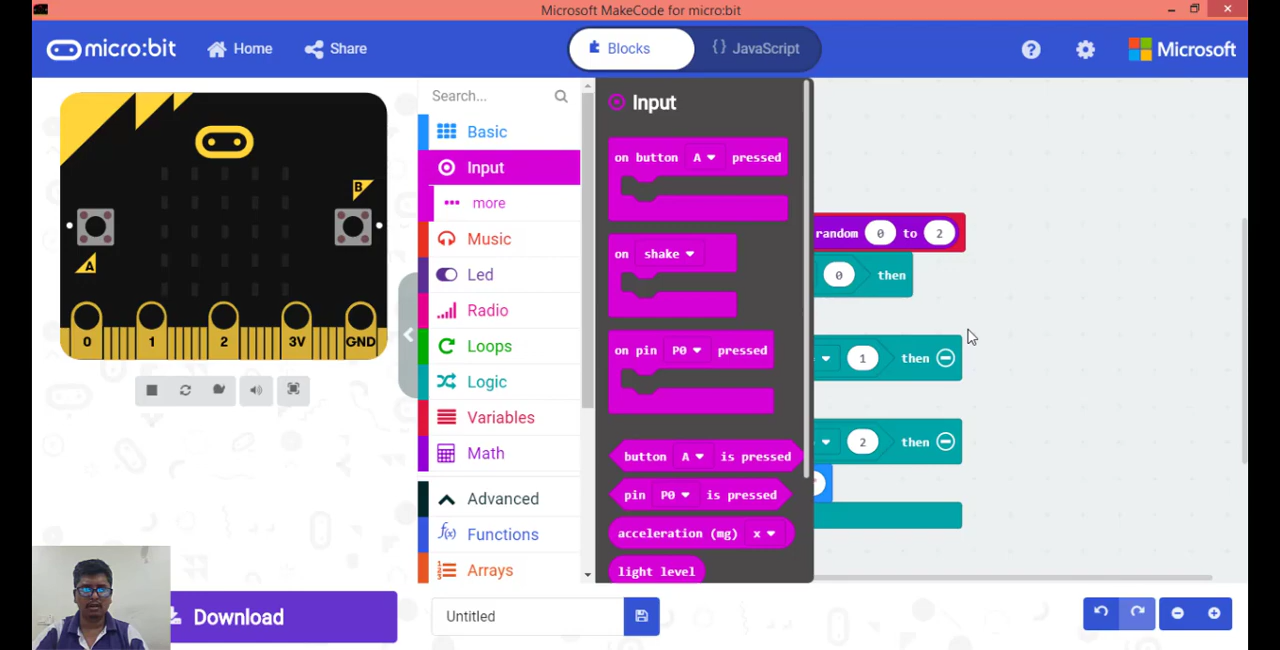 Microsoft MakeCode for micro:bit
micro:bit
Home
Share
Blocks
{} JavaScript
Microsoft
Search...
Basic
Input
more
Music
Led
Radio
Loops
Logic
Variables
Math
Advanced
Functions
Arrays
Input
on button A pressed
on shake
on pin P0 pressed
button A is pressed
pin P0 is pressed
acceleration (mg) x
light level
random 0 to 2
0 then
1 then
2 then
B
A
0 1 2 3V GND
Download
Untitled